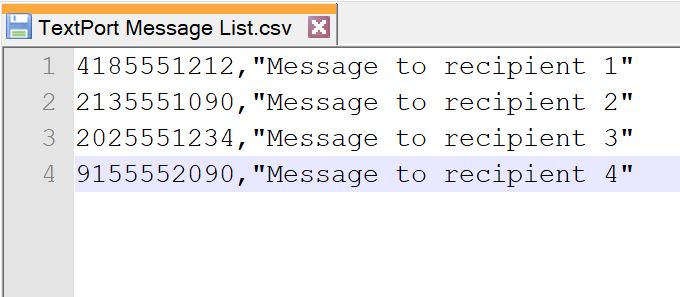 TextPort Message List.csv
1 4185551212,"Message to recipient 1"
2 2135551090,"Message to recipient 2"
3 2025551234,"Message to recipient 3"
4 9155552090,"Message to recipient 4"